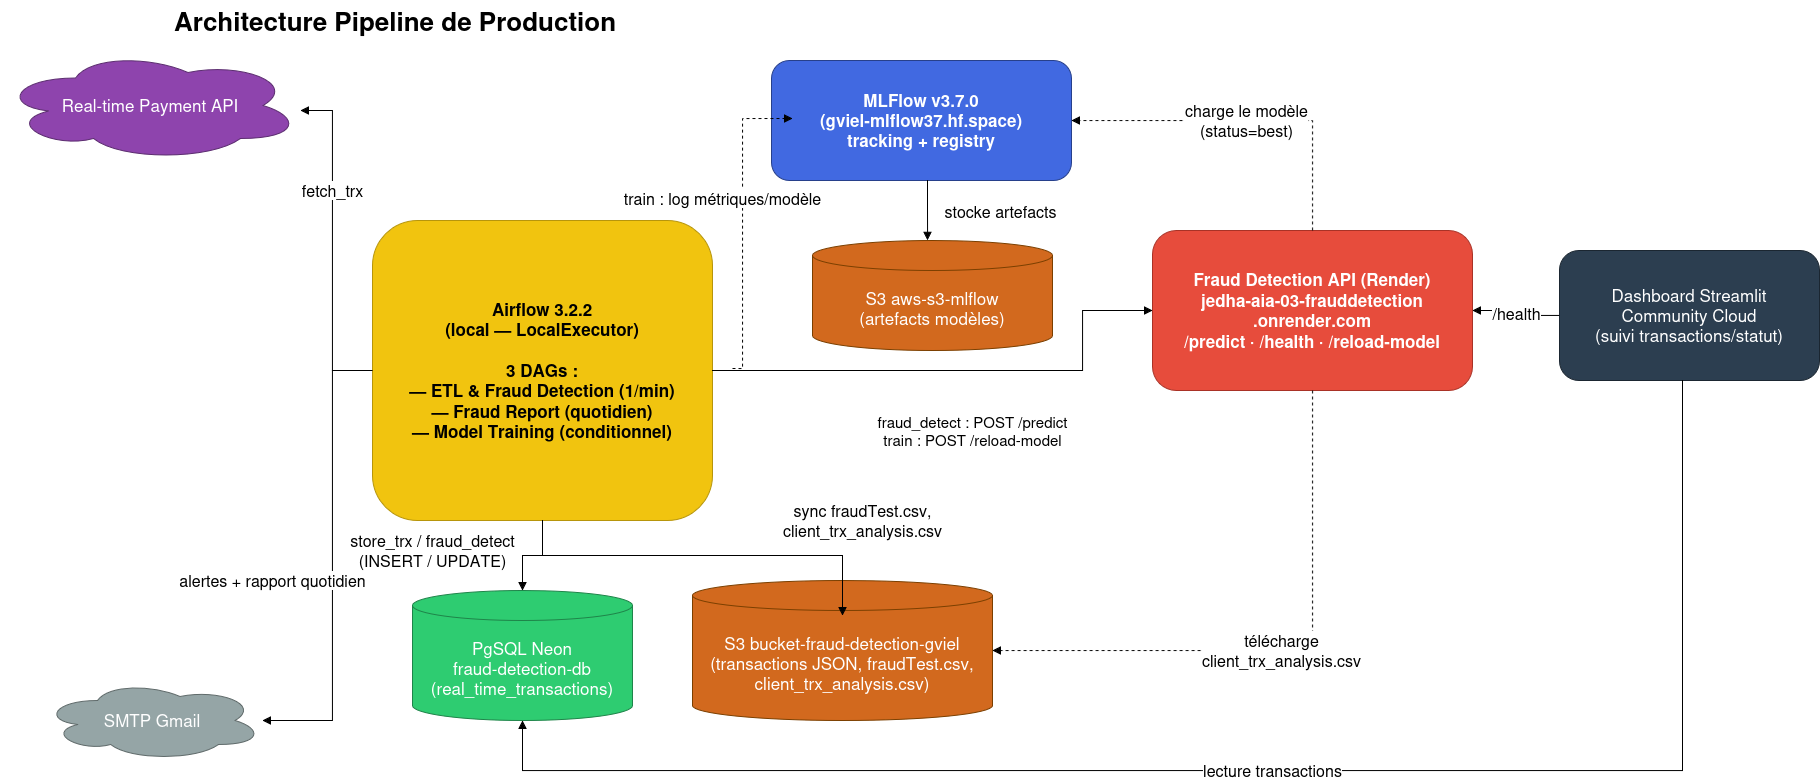 Architecture Pipeline de Production
Real-time Payment API
fetch_trx
MLFlow v3.7.0
(gviel-mlflow37.hf.space)
tracking + registry
charge le modèle
(status=best)
train : log métriques/modèle
stocke artefacts
S3 aws-s3-mlflow
(artefacts modèles)
Airflow 3.2.2
(local — LocalExecutor)
3 DAGs :
— ETL & Fraud Detection (1/min)
— Fraud Report (quotidien)
— Model Training (conditionnel)
Fraud Detection API (Render)
jedha-aia-03-frauddetection
.onrender.com
/predict · /health · /reload-model
/health
Dashboard Streamlit
Community Cloud
(suivi transactions/statut)
fraud_detect : POST /predict
train : POST /reload-model
sync fraudTest.csv,
client_trx_analysis.csv
store_trx / fraud_detect
(INSERT / UPDATE)
alertes + rapport quotidien
PgSQL Neon
fraud-detection-db
(real_time_transactions)
S3 bucket-fraud-detection-gviel
(transactions JSON, fraudTest.csv,
client_trx_analysis.csv)
télécharge
client_trx_analysis.csv
SMTP Gmail
lecture transactions